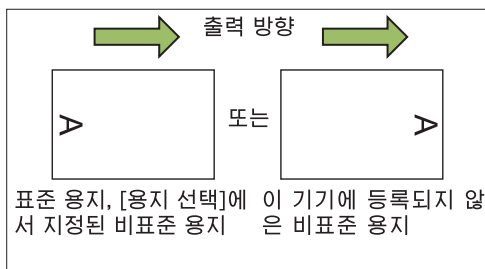 출력 방향
A
또는
A
표준 용지, [용지 선택]에
서 지정된 비표준 용지
이 기기에 등록되지 않
은 비표준 용지